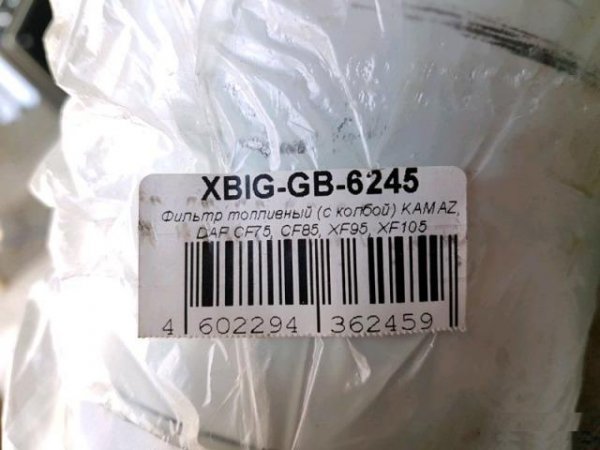 XBIG-GB-6245
Фильтр топливный (с колбой) KAMAZ,
DAF CF75, CF85, XF95, XF105
4 602294 362459